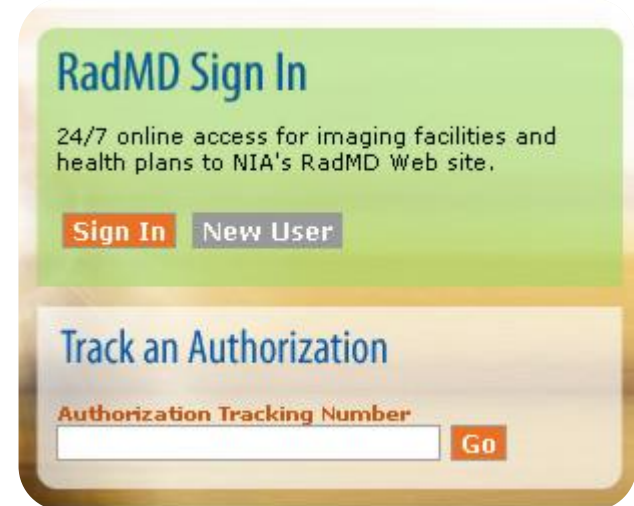 RadMD Sign In
24/7 online access for imaging facilities and
health plans to NIA's RadMD Web site.
Sign In New User
Track an Authorization
Authorization Tracking Number
Go